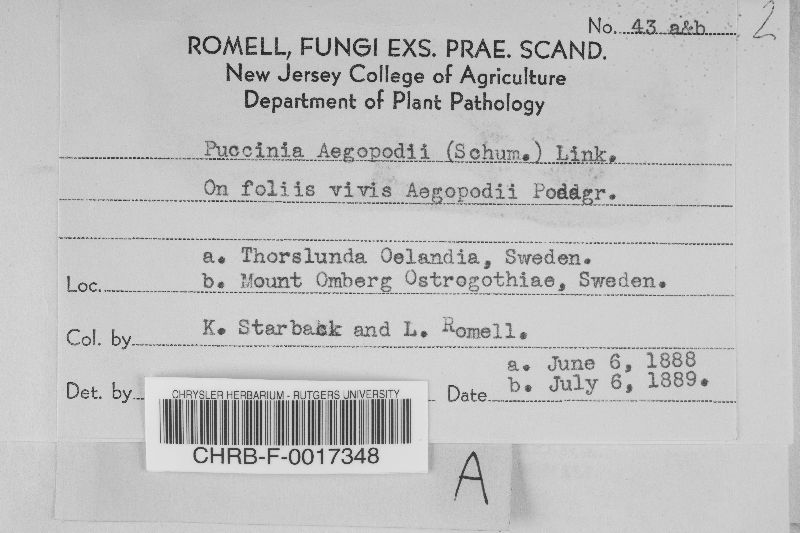 No. 43 a&b 2
ROMELL, FUNGI EXS. PRAE. SCAND.
New Jersey College of Agriculture
Department of Plant Pathology
Puccinia Aegopodii (Schum.) Link.
On foliis vivis Aegopodii Podagr.
a. Thorslunda Oelandia, Sweden.
Loc. b. Mount Omberg Ostrogothiae, Sweden.
Col. by K. Starback and L. Romell.
a. June 6, 1888
Det. by Date b. July 6, 1889.
CHRYSLER HERBARIUM - RUTGERS UNIVERSITY
CHRB-F-0017348
A